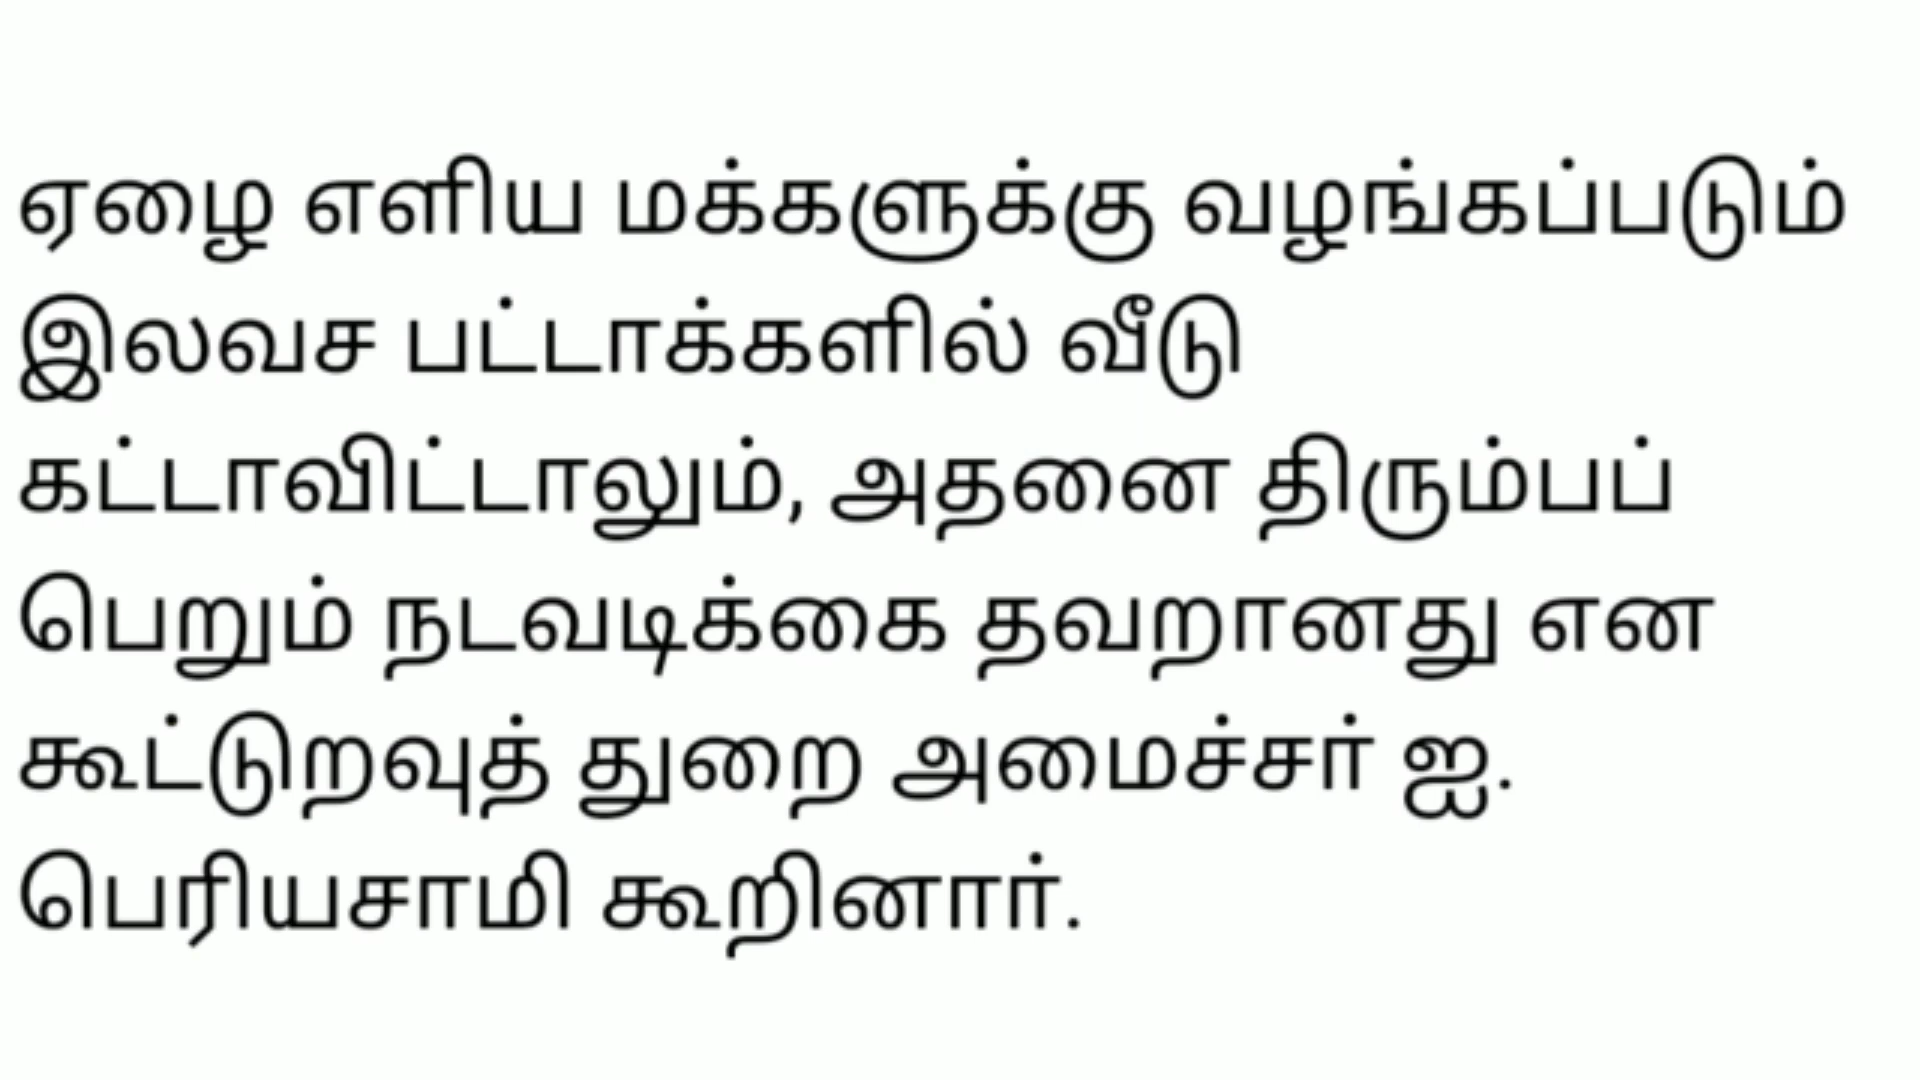 ஏழை எளிய மக்களுக்கு வழங்கப்படும்
இலவச பட்டாக்களில் வீடு
கட்டாவிட்டாலும், அதனை திரும்பப்
பெறும் நடவடிக்கை தவறானது என
கூட்டுறவுத் துறை அமைச்சர் ஐ.
பெரியசாமி கூறினார்.